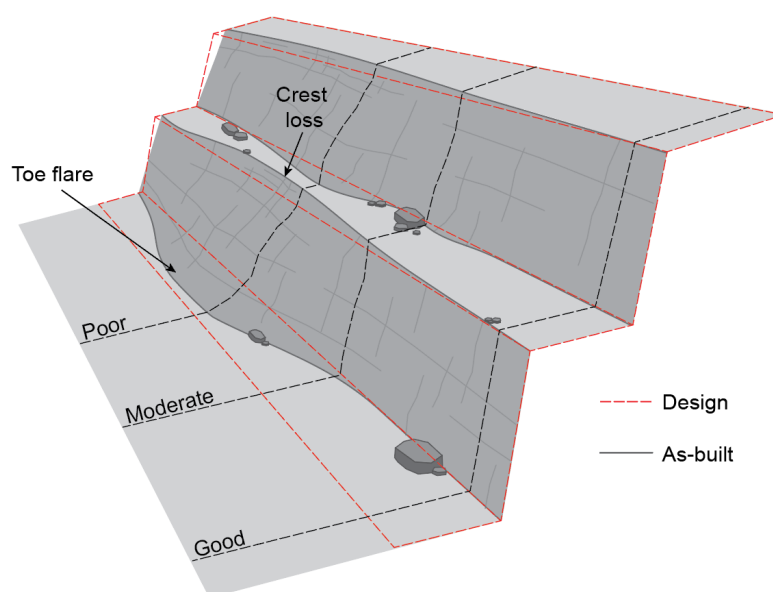 Crest
loss
Toe flare
Poor
Moderate
Good
Design
As-built